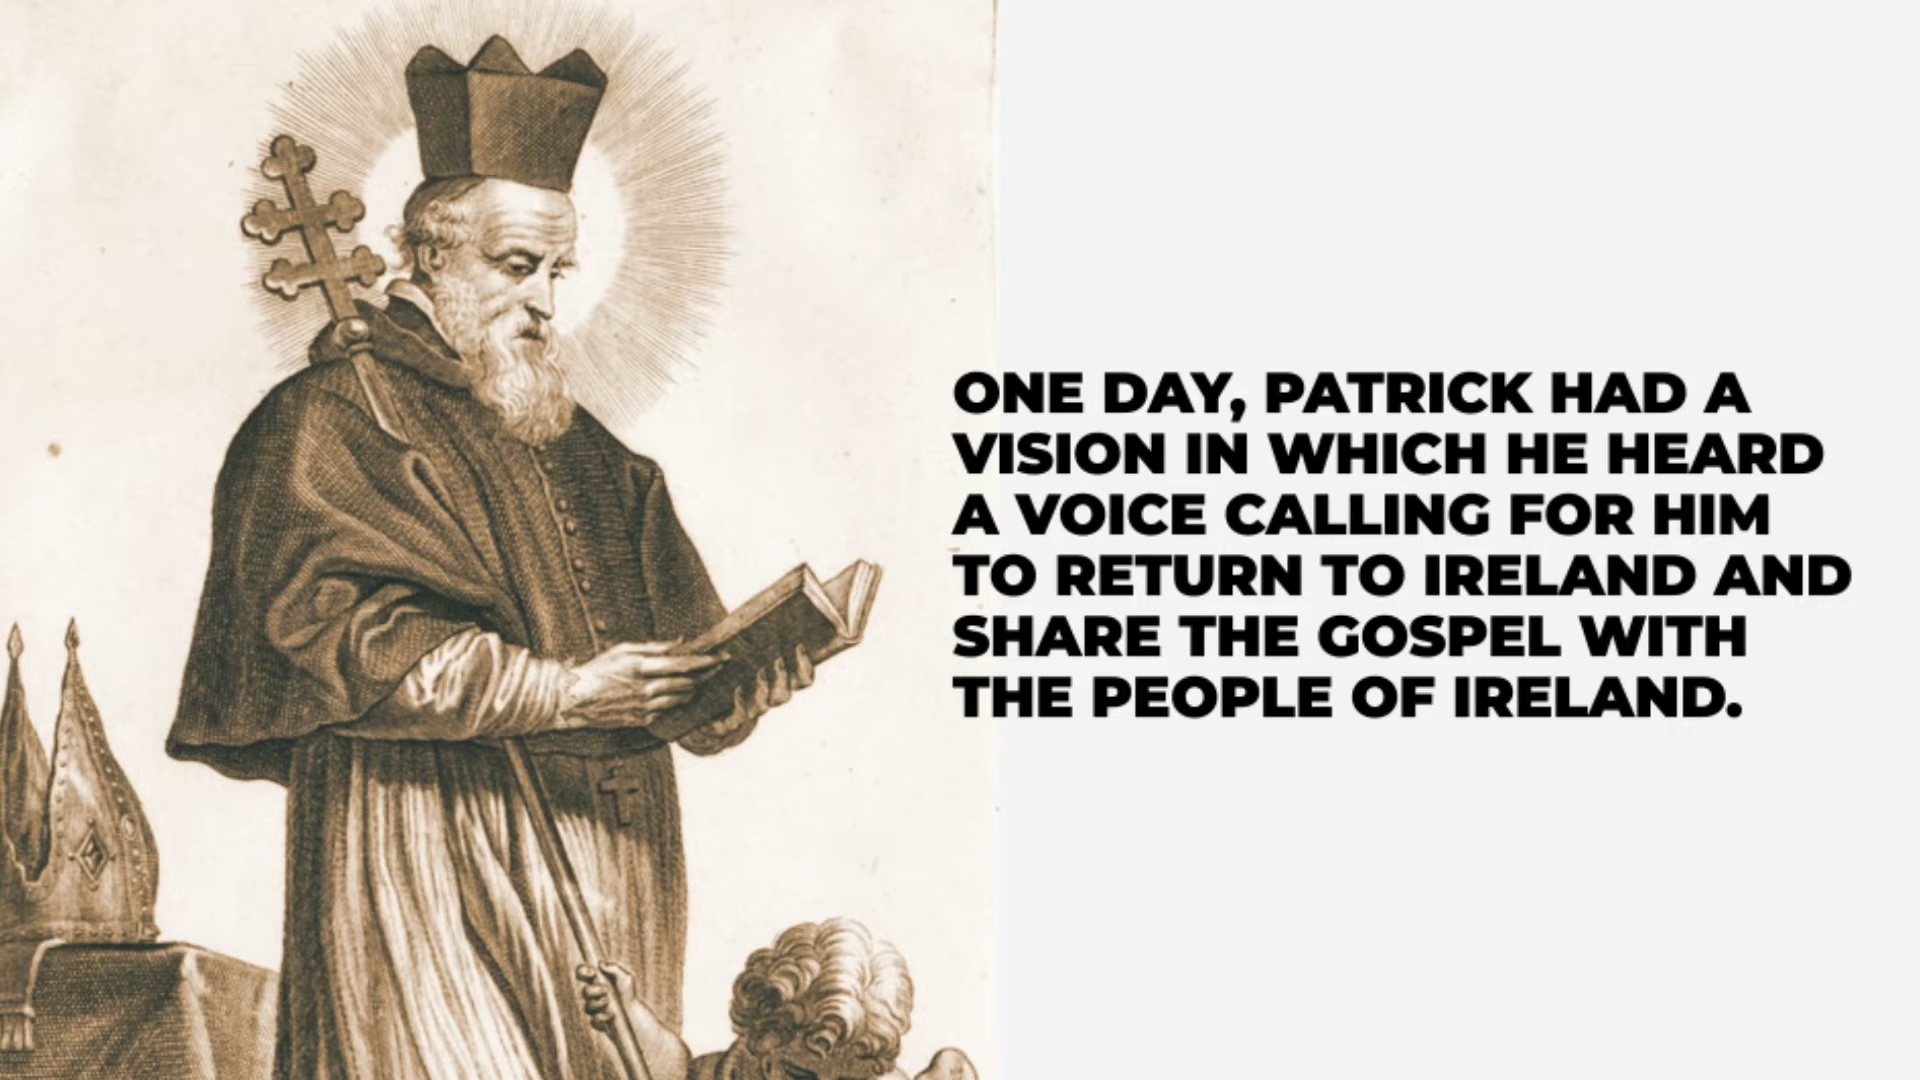 ONE DAY, PATRICK HAD A
VISION IN WHICH HE HEARD
A VOICE CALLING FOR HIM
TO RETURN TO IRELAND AND
SHARE THE GOSPEL WITH
THE PEOPLE OF IRELAND.